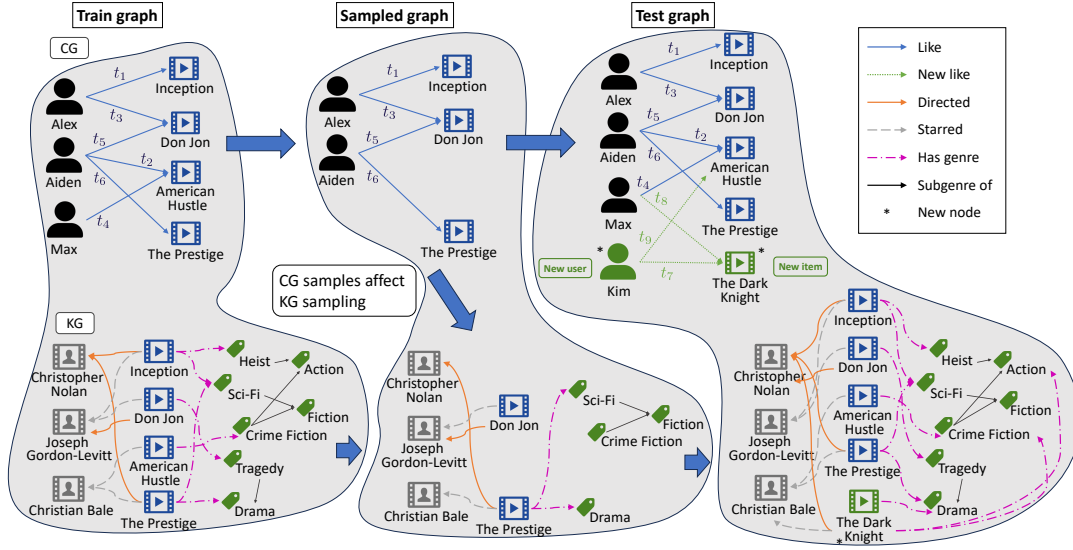 Train graph
CG
t1
Inception
Alex
t3
Don Jon
t5
Aiden
t2
t6
American
Hustle
t4
Max
The Prestige
KG
Christopher
Nolan
Inception
Heist
Action
Sci-Fi
Don Jon
Fiction
Joseph
Gordon-Levitt
Crime Fiction
American
Hustle
Tragedy
Christian Bale
The Prestige
Drama
Sampled graph
t1
Inception
Alex
t3
Don Jon
t5
Aiden
t6
The Prestige
CG samples affect
KG sampling
Christopher
Nolan
Sci-Fi
Don Jon
Fiction
Crime Fiction
Joseph
Gordon-Levitt
Christian Bale
The Prestige
Drama
Test graph
t1
Inception
Alex
t3
Don Jon
t5
Aiden
t2
t6
American
Hustle
t4
t8
Max
The Prestige
t9
*
*
New user
t7
New item
Kim
The Dark
Knight
Inception
Heist
Action
Christopher
Nolan
Don Jon
Sci-Fi
Fiction
American
Hustle
Crime Fiction
Joseph
Gordon-Levitt
The Prestige
Tragedy
Drama
Christian Bale
The Dark
* Knight
Like
New like
Directed
Starred
Has genre
Subgenre of
* New node